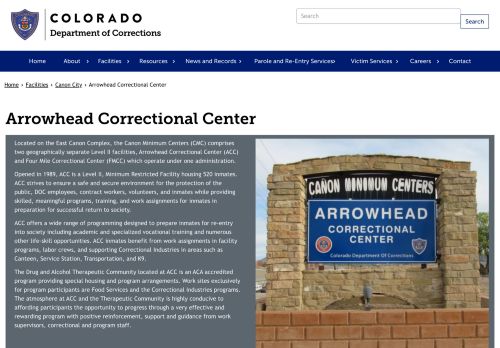 COLORADO
Department of Corrections
Search
Search
Home About Facilities Resources News and Records Parole and Re-Entry Services Victim Services Careers Contact
Home › Facilities › Canon City › Arrowhead Correctional Center
Arrowhead Correctional Center
Located on the East Canon Complex, the Canon Minimum Centers (CMC) comprises
two geographically separate Level II facilities, Arrowhead Correctional Center (ACC)
and Four Mile Correctional Center (FMCC) which operate under one administration.
Opened in 1989, ACC is a Level II, Minimum Restricted Facility housing 520 inmates.
ACC strives to ensure a safe and secure environment for the protection of the
public, DOC employees, contract workers, volunteers, and inmates while providing
skilled, meaningful programs, training, and work assignments for inmates in
preparation for successful return to society.
ACC offers a wide range of programming designed to prepare inmates for re-entry
into society including academic and specialized vocational training and numerous
other life-skill opportunities. ACC inmates benefit from work assignments in facility
programs, labor crews, and supporting Correctional Industries in areas such as
Canteen, Service Station, Transportation, and K9.
The Drug and Alcohol Therapeutic Community located at ACC is an ACA accredited
program providing special housing and program arrangements. Work sites exclusively
for program participants are Food Services and the Correctional Industries programs.
The atmosphere at ACC and the Therapeutic Community is highly conducive to
affording participants the opportunity to progress through a very effective and
rewarding program with positive reinforcement, support and guidance from work
supervisors, correctional and program staff.
CAÑON MINIMUM CENTERS
ARROWHEAD
CORRECTIONAL
CENTER
Colorado Department Of Corrections